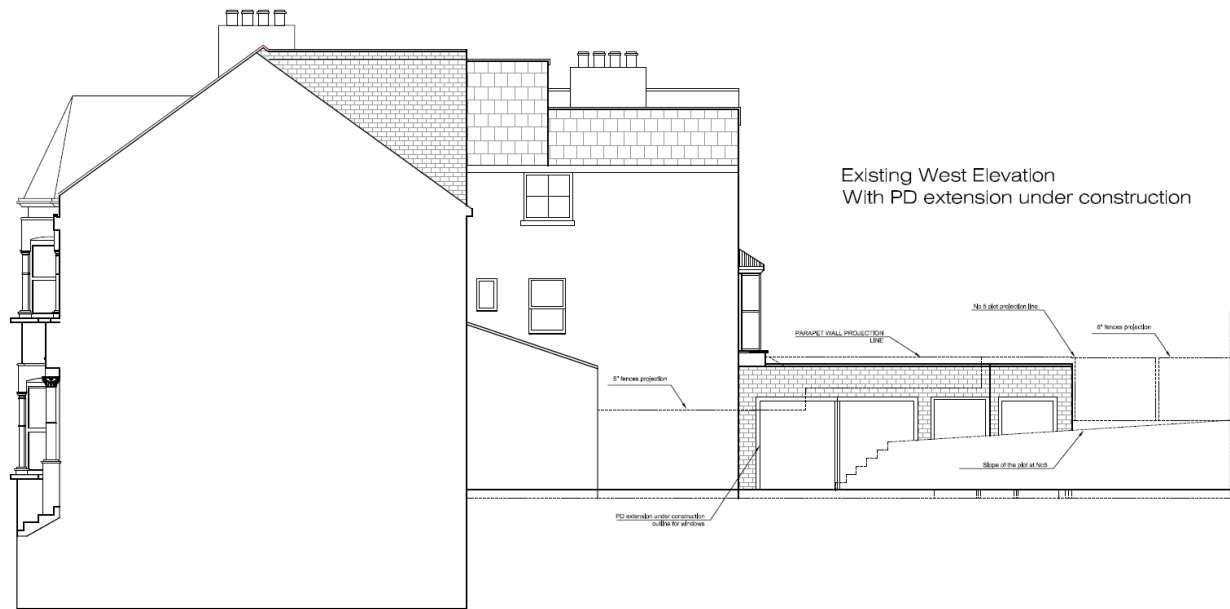 Existing West Elevation
With PD extension under construction
No 5 plot projection line
6" fences projection
PARAPET WALL PROJECTION
LINE
6" fences projection
Slope of the plot at No5
PD extension under construction
outline for windows